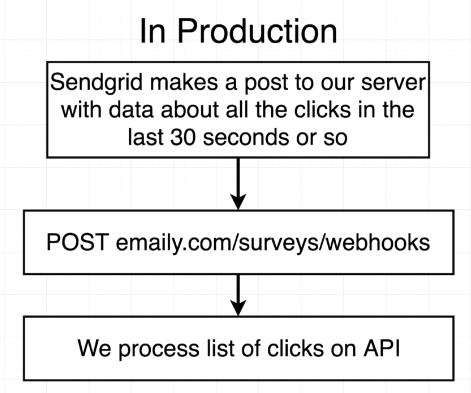 In Production
Sendgrid makes a post to our server
with data about all the clicks in the
last 30 seconds or so
POST emaily.com/surveys/webhooks
We process list of clicks on API